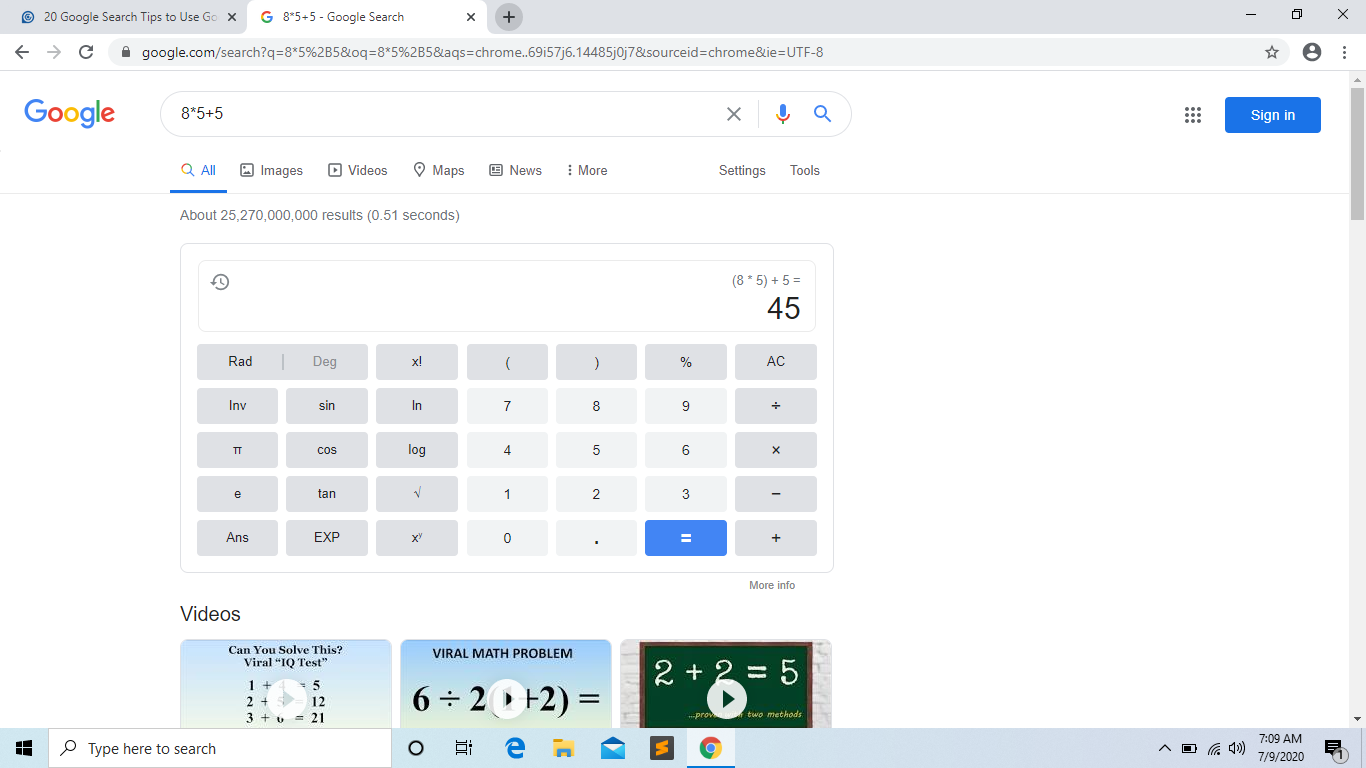 20 Google Search Tips to Use Go
8*5+5 - Google Search
google.com/search?q=8*5%2B5&oq=8*5%2B5&aqs=chrome..69i57j6.14485j0j7&sourceid=chrome&ie=UTF-8
Google
8*5+5
Sign in
All Images Videos Maps News More Settings Tools
About 25,270,000,000 results (0.51 seconds)
(8 * 5) + 5 =
45
Rad | Deg x! ( ) % AC
Inv sin ln 7 8 9 ÷
π cos log 4 5 6 ×
e tan √ 1 2 3 −
Ans EXP xʸ 0 . = +
More info
Videos
Can You Solve This?
Viral “IQ Test”
1 + = 5
2 + = 12
3 + = 21
VIRAL MATH PROBLEM
6 ÷ 2(1+2) =
2 + 2 = 5
two methods
Type here to search
7:09 AM
7/9/2020
1